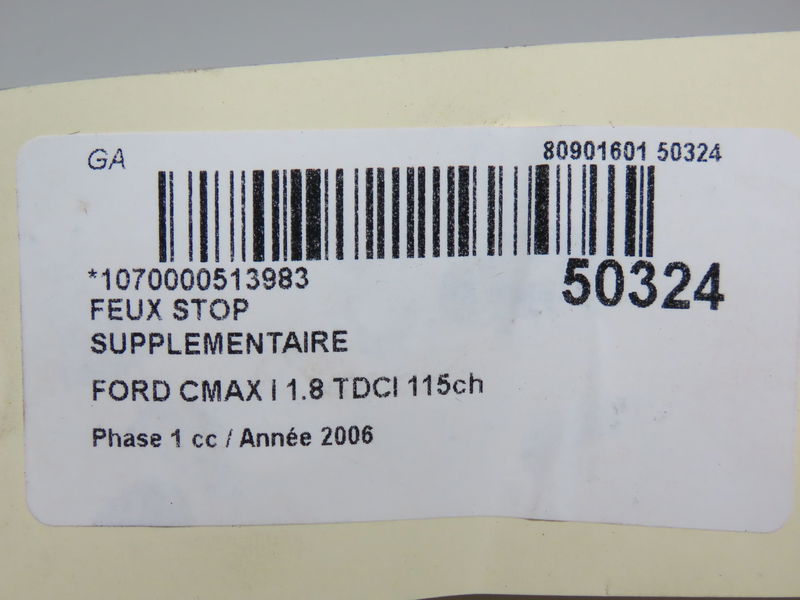 GA
80901601 50324
*1070000513983
50324
FEUX STOP
SUPPLEMENTAIRE
FORD CMAX I 1.8 TDCI 115ch
Phase 1 cc / Année 2006